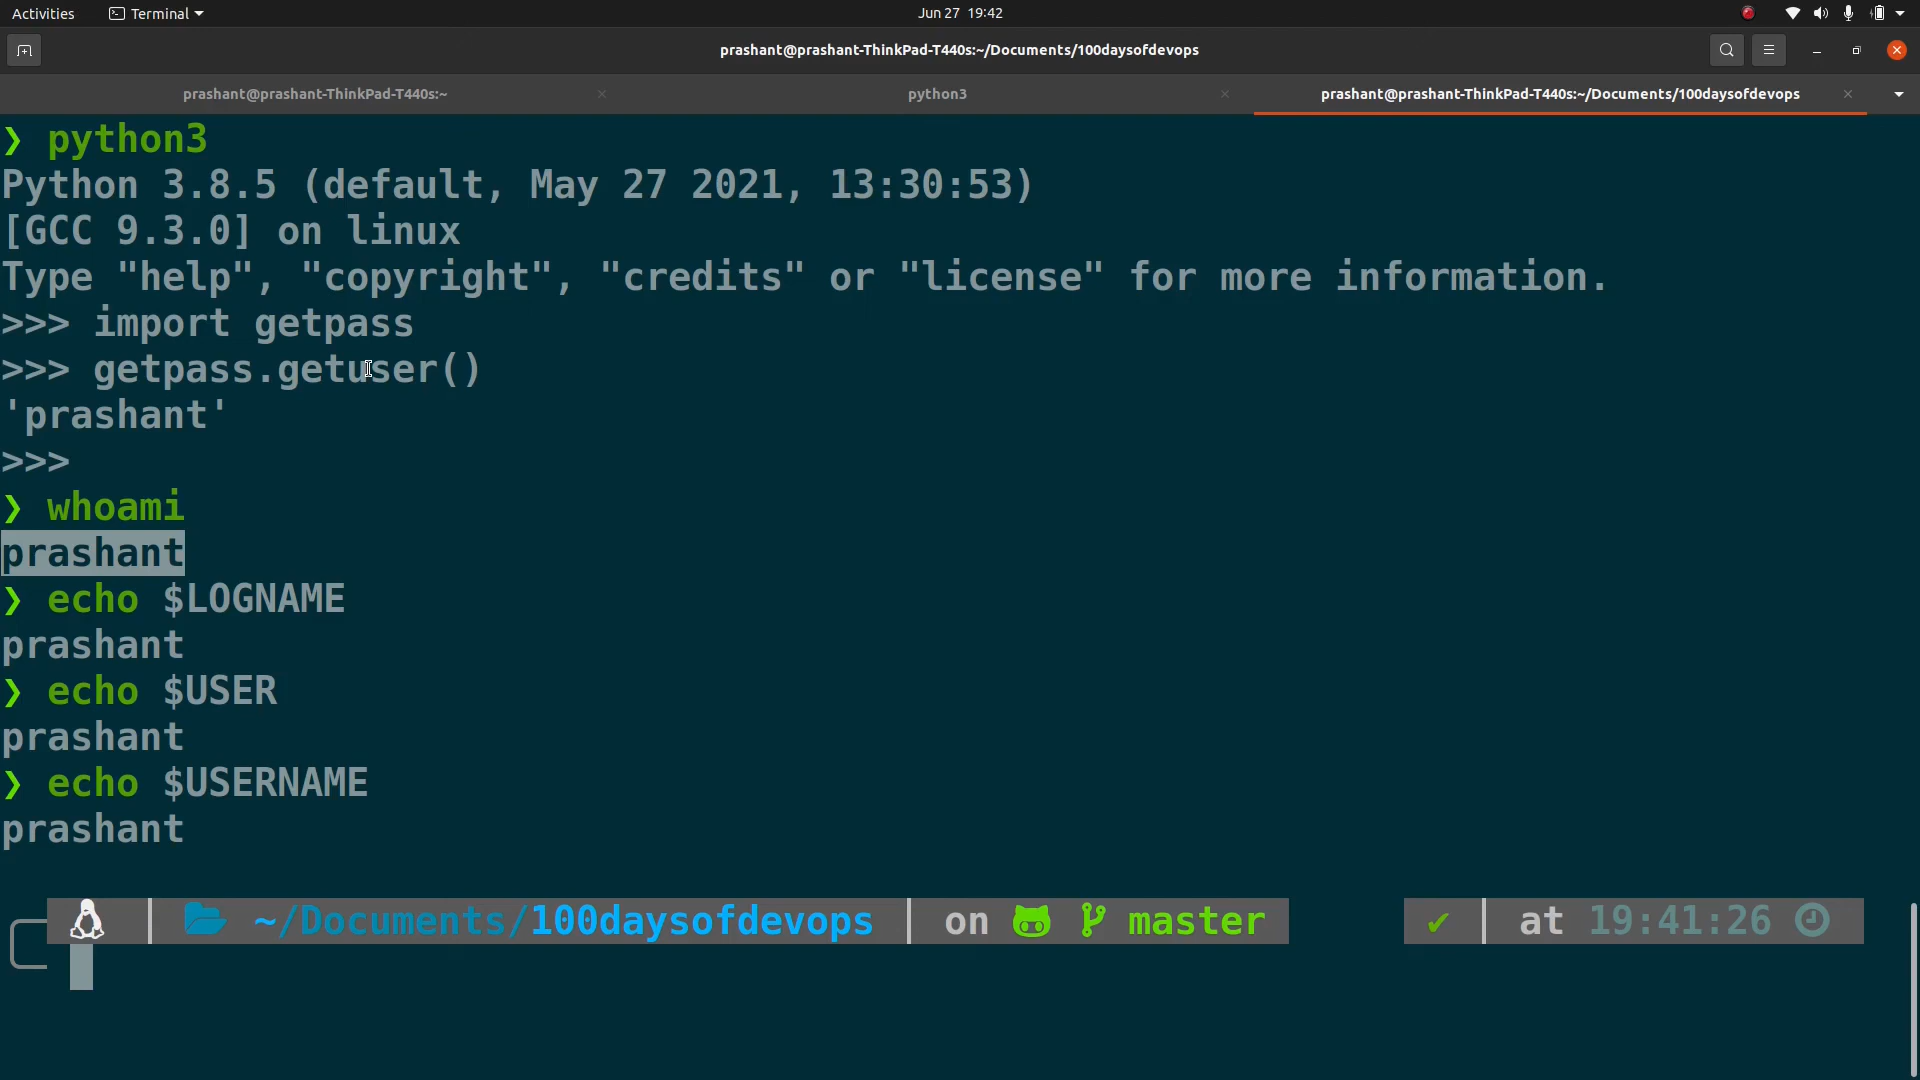 Activities Terminal Jun 27 19:42
prashant@prashant-ThinkPad-T440s:~/Documents/100daysofdevops
prashant@prashant-ThinkPad-T440s:~ python3 prashant@prashant-ThinkPad-T440s:~/Documents/100daysofdevops
❯ python3
Python 3.8.5 (default, May 27 2021, 13:30:53)
[GCC 9.3.0] on linux
Type "help", "copyright", "credits" or "license" for more information.
>>> import getpass
>>> getpass.getuser()
'prashant'
>>>
❯ whoami
prashant
❯ echo $LOGNAME
prashant
❯ echo $USER
prashant
❯ echo $USERNAME
prashant
~/Documents/100daysofdevops on master ✔ at 19:41:26